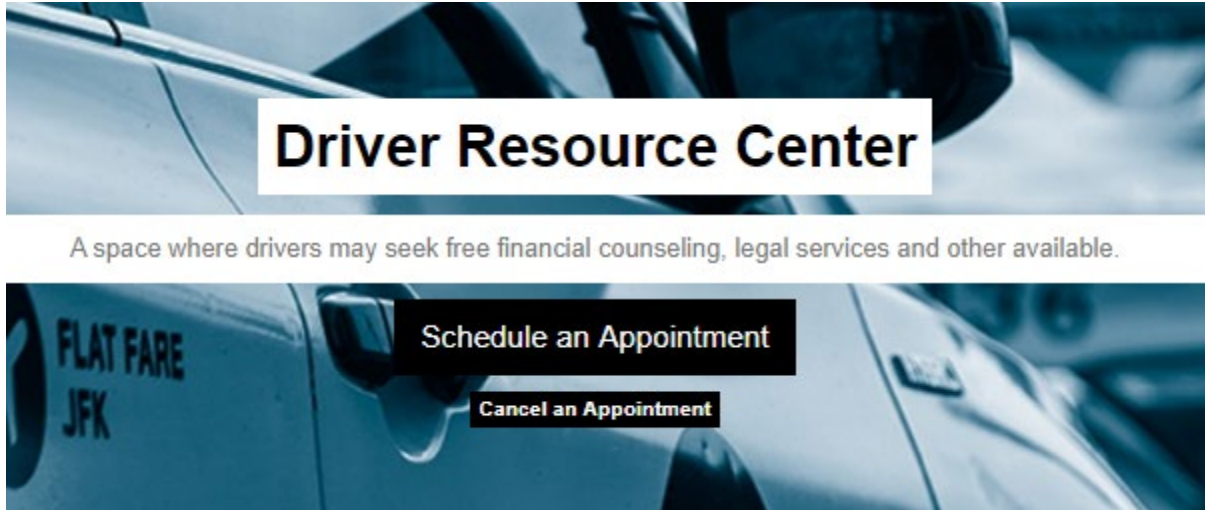 Driver Resource Center
A space where drivers may seek free financial counseling, legal services and other available.
Schedule an Appointment
FLAT FARE
JFK
Cancel an Appointment